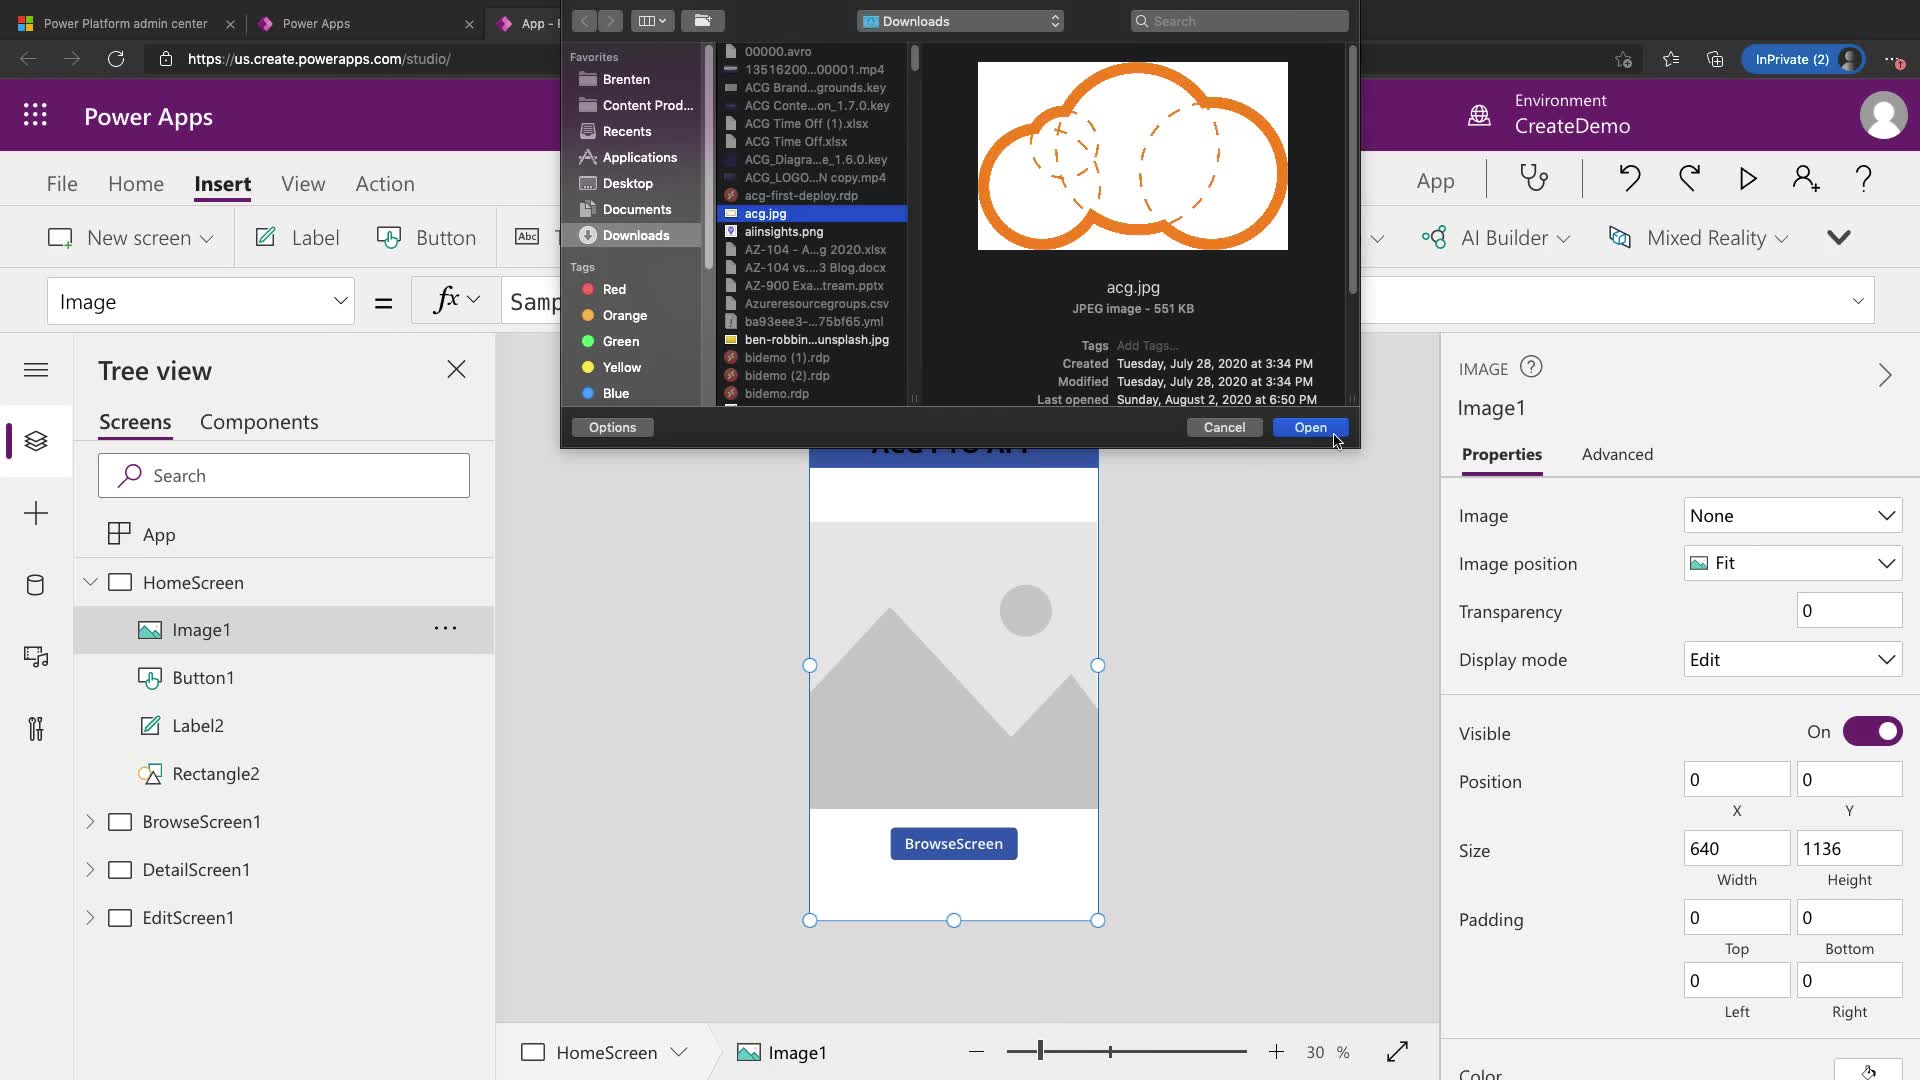 Power Platform admin center
Power Apps
App -
https://us.create.powerapps.com/studio/
InPrivate (2)
Downloads
Search
Favorites
Brenten
Content Prod...
Recents
Applications
Desktop
Documents
Downloads
Tags
Red
Orange
Green
Yellow
Blue
00000.avro
13516200...00001.mp4
ACG Brand...grounds.key
ACG Conte...on_1.7.0.key
ACG Time Off (1).xlsx
ACG Time Off.xlsx
ACG_Diagra...e_1.6.0.key
ACG_LOGO...N copy.mp4
acg-first-deploy.rdp
acg.jpg
aiinsights.png
AZ-104 - A...g 2020.xlsx
AZ-104 vs....3 Blog.docx
AZ-900 Exa...tream.pptx
Azureresourcegroups.csv
ba93eee3-...75bf65.yml
ben-robbin...unsplash.jpg
bidemo (1).rdp
bidemo (2).rdp
bidemo.rdp
acg.jpg
JPEG image - 551 KB
Tags Add Tags...
Created Tuesday, July 28, 2020 at 3:34 PM
Modified Tuesday, July 28, 2020 at 3:34 PM
Last opened Sunday, August 2, 2020 at 6:50 PM
Options
Cancel
Open
Power Apps
Environment
CreateDemo
File
Home
Insert
View
Action
App
New screen
Label
Button
Abc
AI Builder
Mixed Reality
Image
=
fx
Samp
Tree view
Screens
Components
Search
App
HomeScreen
Image1
Button1
Label2
Rectangle2
BrowseScreen1
DetailScreen1
EditScreen1
BrowseScreen
HomeScreen
Image1
30 %
IMAGE
Image1
Properties
Advanced
Image
None
Image position
Fit
Transparency
0
Display mode
Edit
Visible
On
Position
0
0
X
Y
Size
640
1136
Width
Height
Padding
0
0
Top
Bottom
0
0
Left
Right
Color